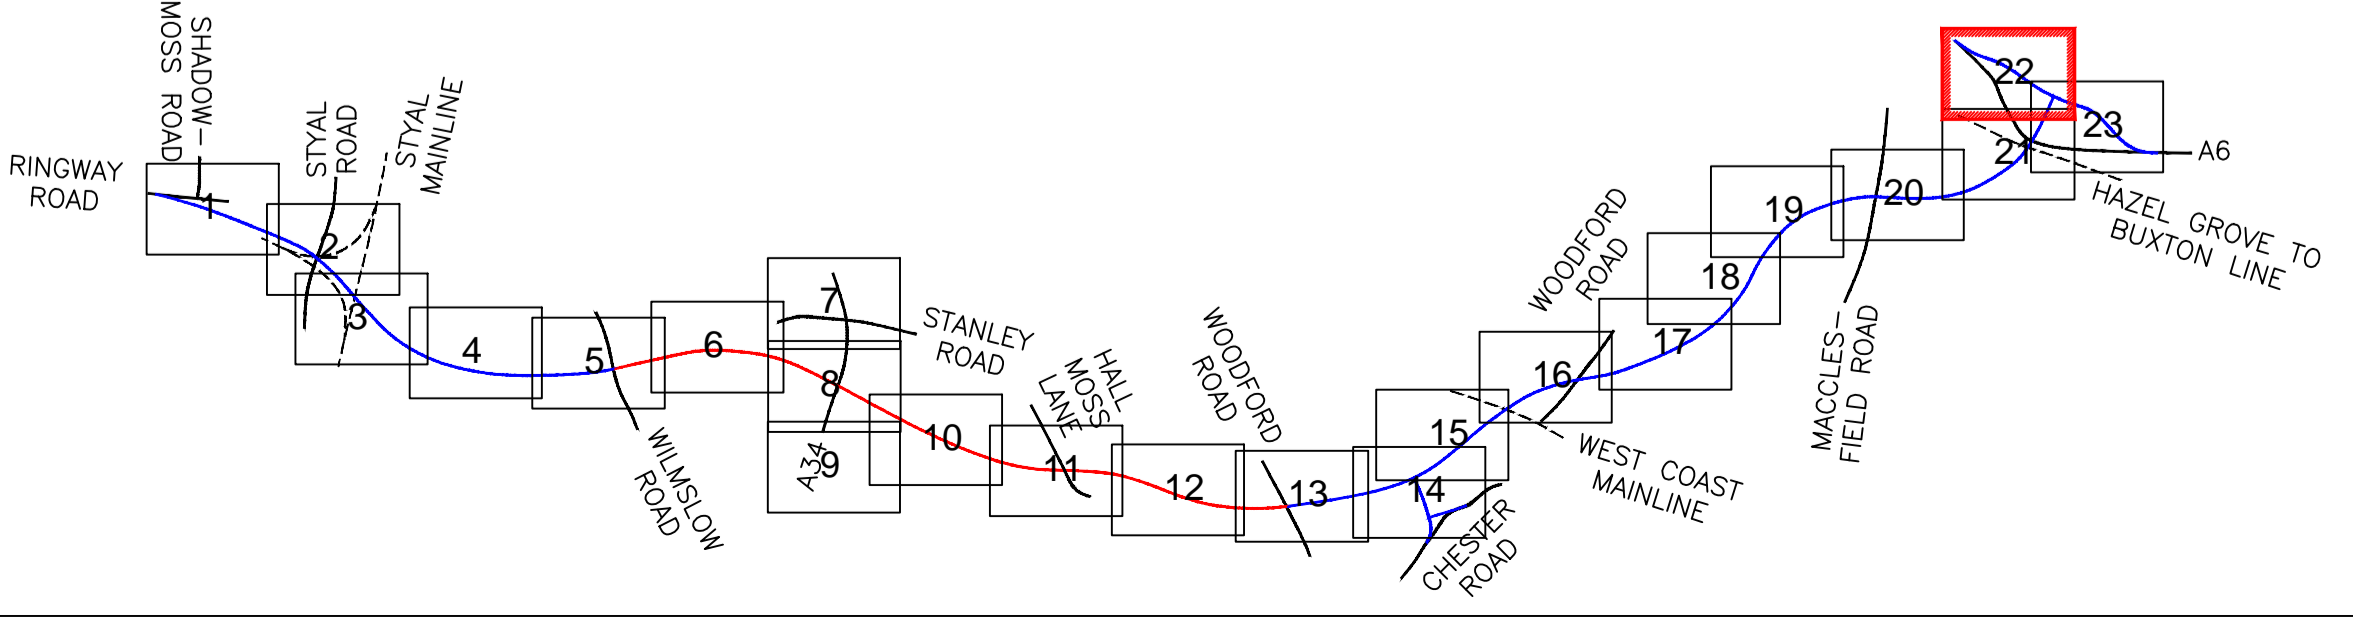 SHADOW-
MOSS ROAD
RINGWAY
ROAD
1
STYAL
ROAD
STYAL
MAINLINE
2
3
4
5
WILMSLOW
ROAD
6
7
STANLEY
ROAD
8
A34
9
10
HALL
MOSS
LANE
11
12
WOODFORD
ROAD
13
14
CHESTER
ROAD
15
WEST COAST
MAINLINE
16
WOODFORD
ROAD
17
18
19
MACCLES-
FIELD ROAD
20
21
22
23
A6
HAZEL GROVE TO
BUXTON LINE